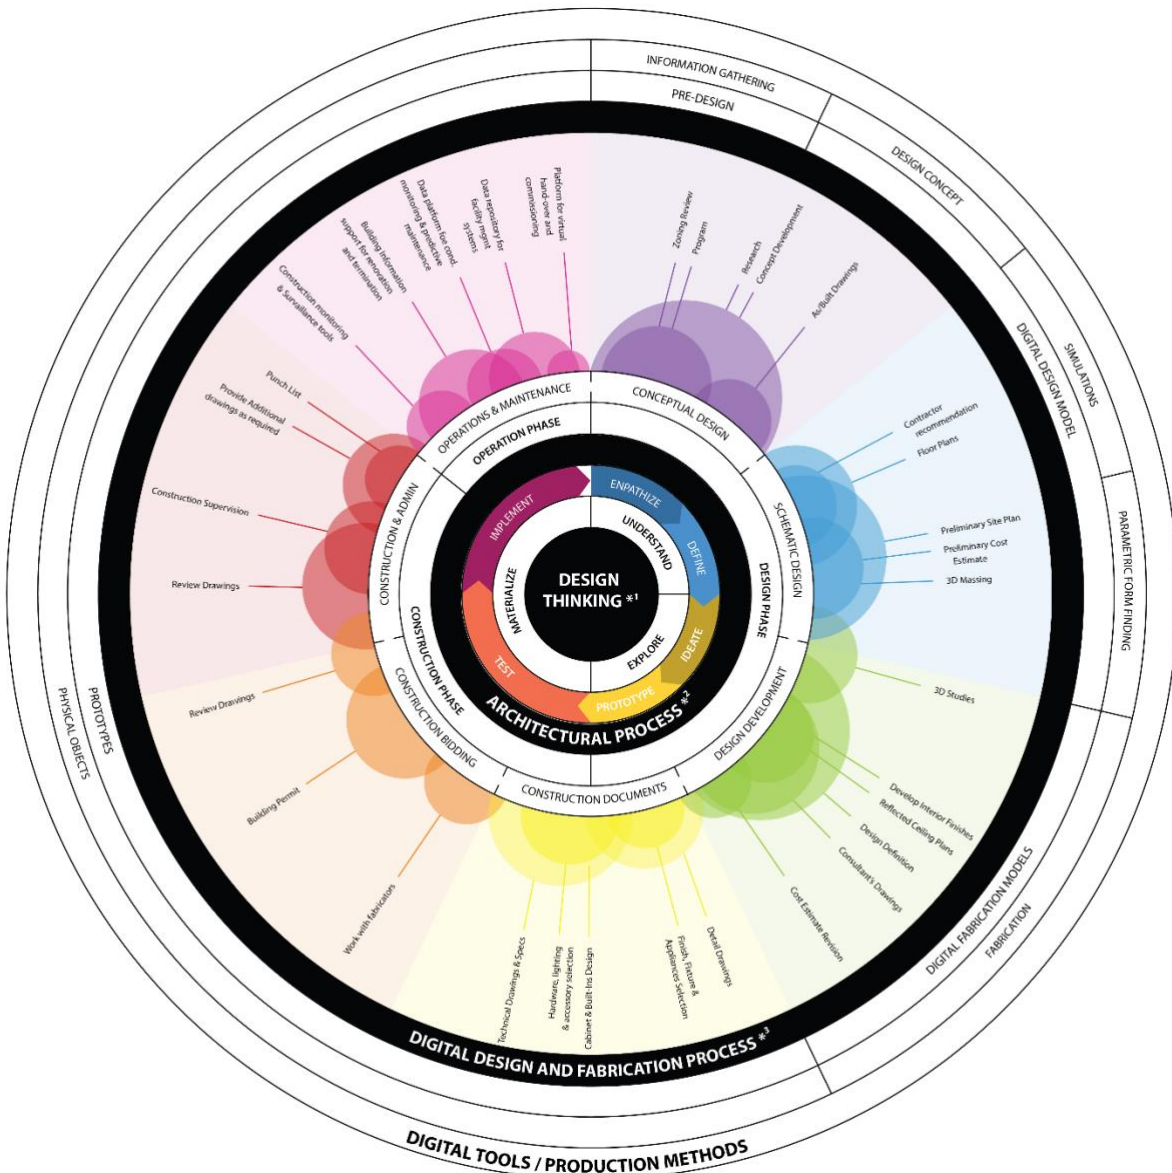 INFORMATION GATHERING
PRE-DESIGN
DESIGN CONCEPT
DIGITAL DESIGN MODEL
SIMULATIONS
PARAMETRIC FORM FINDING
DIGITAL FABRICATION MODELS
FABRICATION
PROTOTYPES
PHYSICAL OBJECTS
DIGITAL DESIGN AND FABRICATION PROCESS *3
DIGITAL TOOLS / PRODUCTION METHODS
Zoning Review
Program
Research
Concept Development
As/Built Drawings
Contractor
recommendation
Floor Plans
Preliminary Site Plan
Preliminary Cost
Estimate
3D Massing
3D Studies
Develop Interior Finishes
Reflected Ceiling Plans
Design Definition
Consultant's Drawings
Cost Estimate Revision
Detail Drawings
Finish, Fixture &
Appliances Selection
Cabinet & Built-Ins Design
Hardware, lighting
& accessory selection
Technical Drawings & Specs
Work with fabricators
Building Permit
Review Drawings
Review Drawings
Construction Supervision
Provide Additional
drawings as required
Punch List
Construction monitoring
& Survaillance tools
Building Information
support for renovation
and termination
Data platform foe cond.
monitoring & predictive
maintenance
Data repository for
facility mgmt
systems
Platform for virtual
hand-over and
commossioning
CONCEPTUAL DESIGN
SCHEMATIC DESIGN
DESIGN DEVELOPMENT
CONSTRUCTION DOCUMENTS
CONSTRUCTION BIDDING
CONSTRUCTION & ADMIN
OPERATIONS & MAINTENANCE
OPERATION PHASE
DESIGN PHASE
CONSTRUCTION PHASE
ARCHITECTURAL PROCESS *2
ENPATHIZE
DEFINE
IDEATE
PROTOTYPE
TEST
IMPLEMENT
UNDERSTAND
EXPLORE
MATERIALIZE
DESIGN
THINKING *1